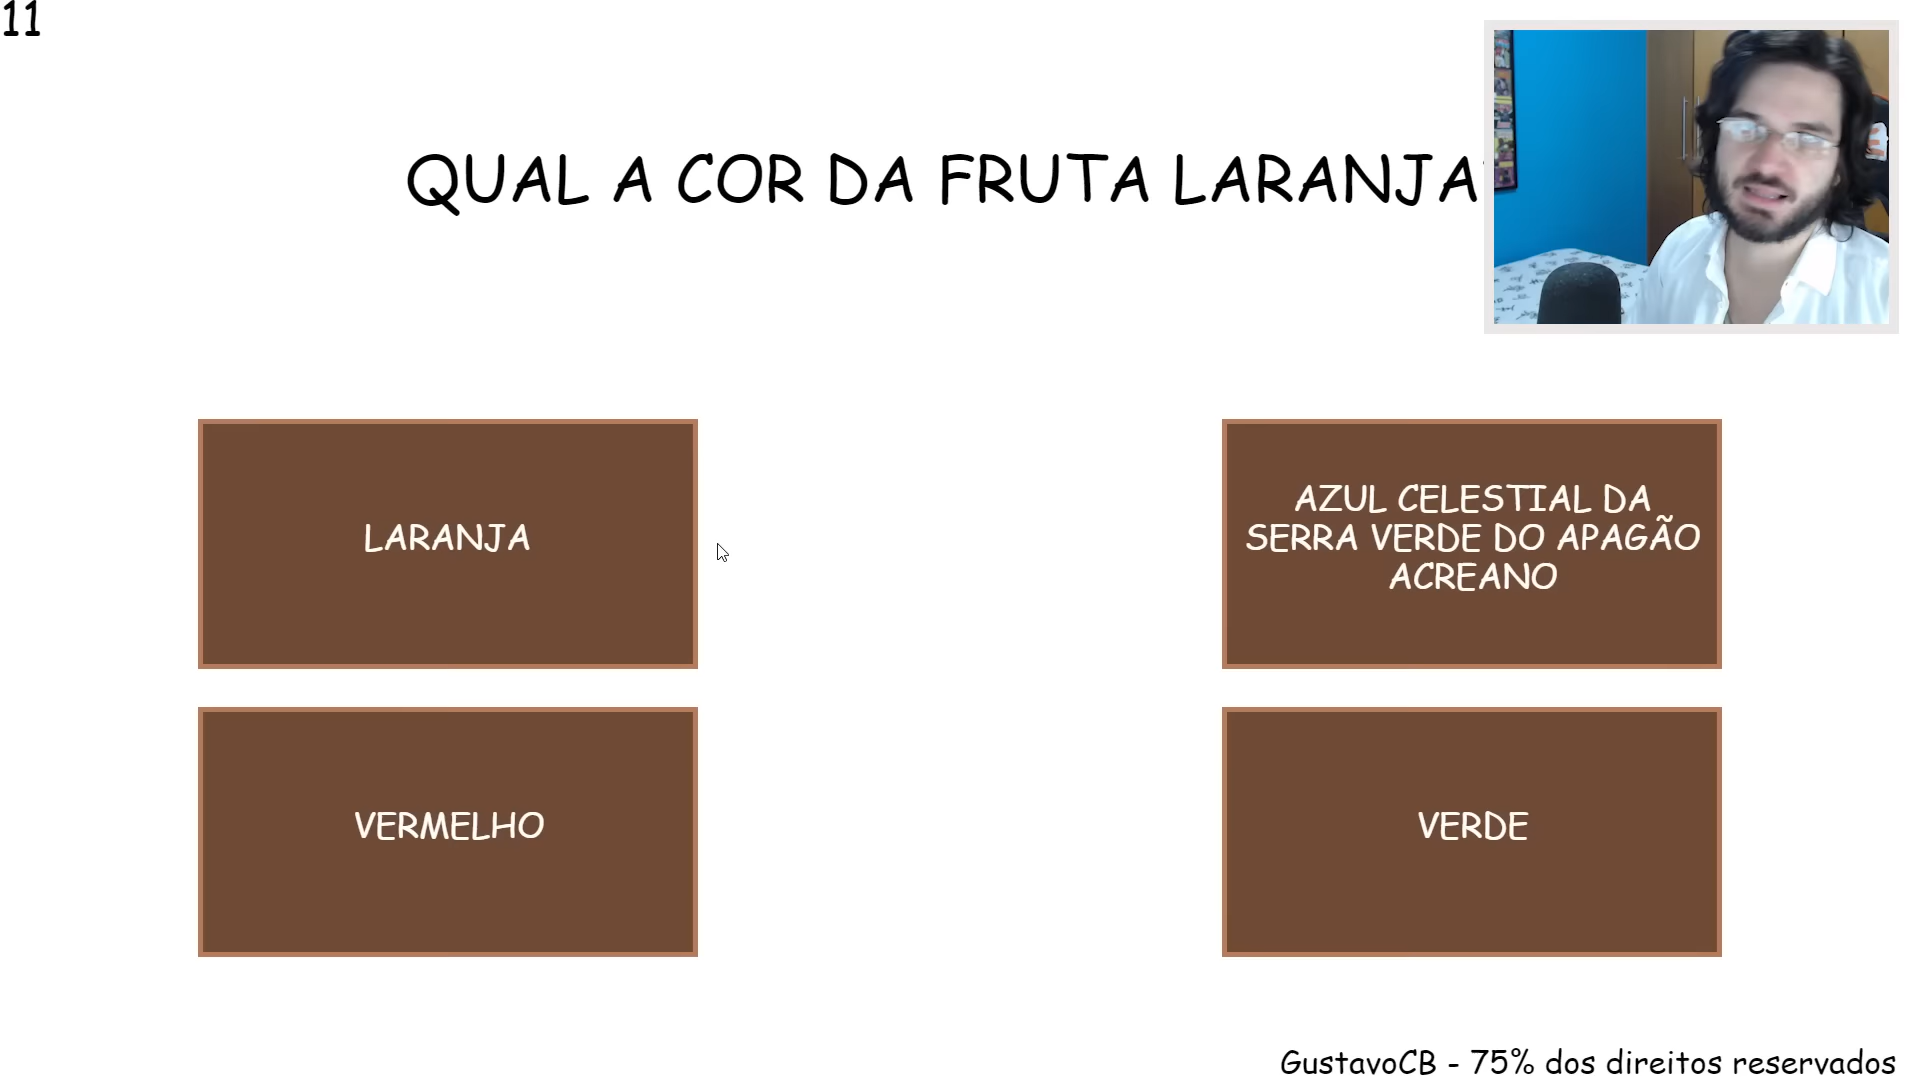 11
QUAL A COR DA FRUTA LARANJA
LARANJA
AZUL CELESTIAL DA
SERRA VERDE DO APAGÃO
ACREANO
VERMELHO
VERDE
GustavoCB - 75% dos direitos reservados